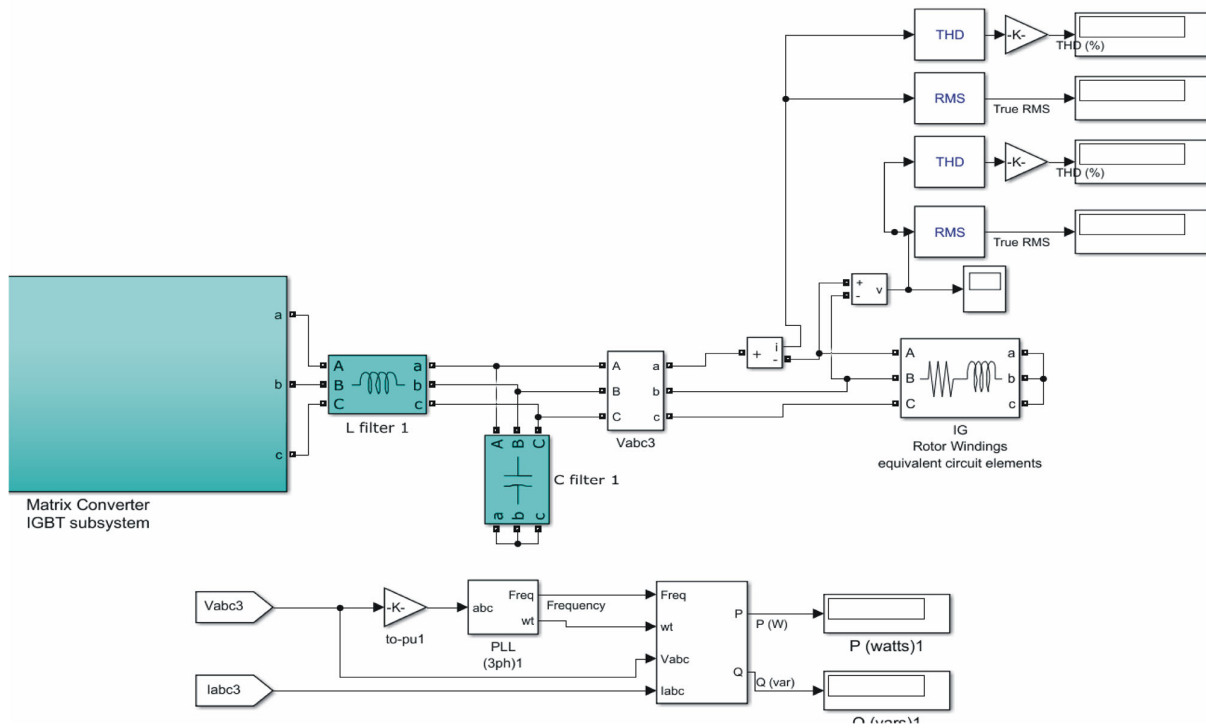 THD
-K-
THD (%)
RMS
True RMS
THD
-K-
THD (%)
RMS
True RMS
+
-
v
a
b
c
Matrix Converter
IGBT subsystem
A
B
C
a
b
c
L filter 1
A
B
C
a
b
c
C filter 1
A
B
C
a
b
c
Vabc3
+
i
-
A
B
C
a
b
c
IG
Rotor Windings
equivalent circuit elements
Vabc3
-K-
to-pu1
abc
Freq
wt
PLL
(3ph)1
Frequency
Freq
wt
Vabc
Iabc
P
Q
P (W)
P (watts)1
Q (var)
Q (vars)1
Iabc3